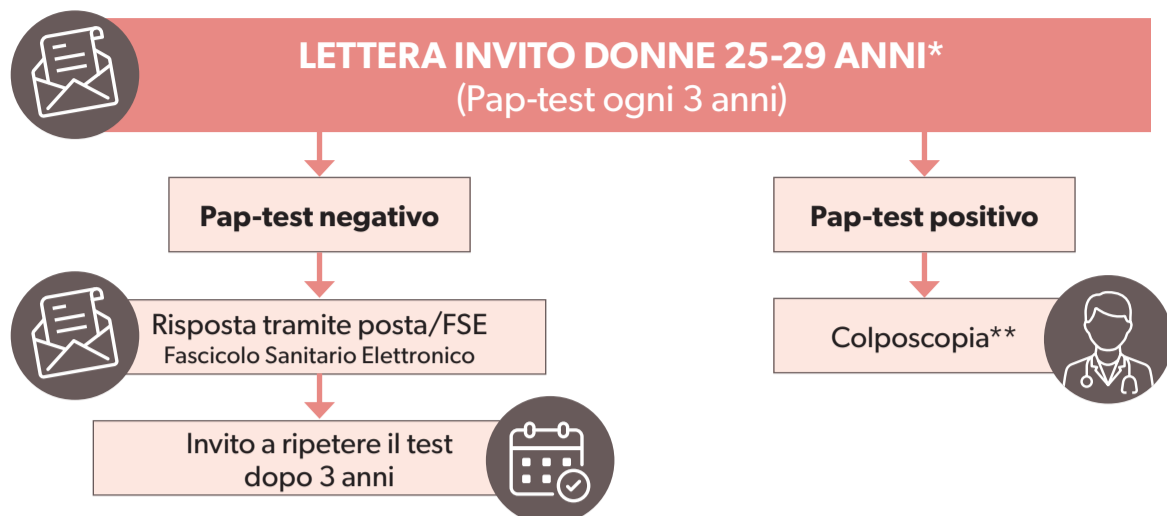 LETTERA INVITO DONNE 25-29 ANNI*
(Pap-test ogni 3 anni)
Pap-test negativo
Pap-test positivo
Risposta tramite posta/FSE
Fascicolo Sanitario Elettronico
Colposcopia**
Invito a ripetere il test
dopo 3 anni